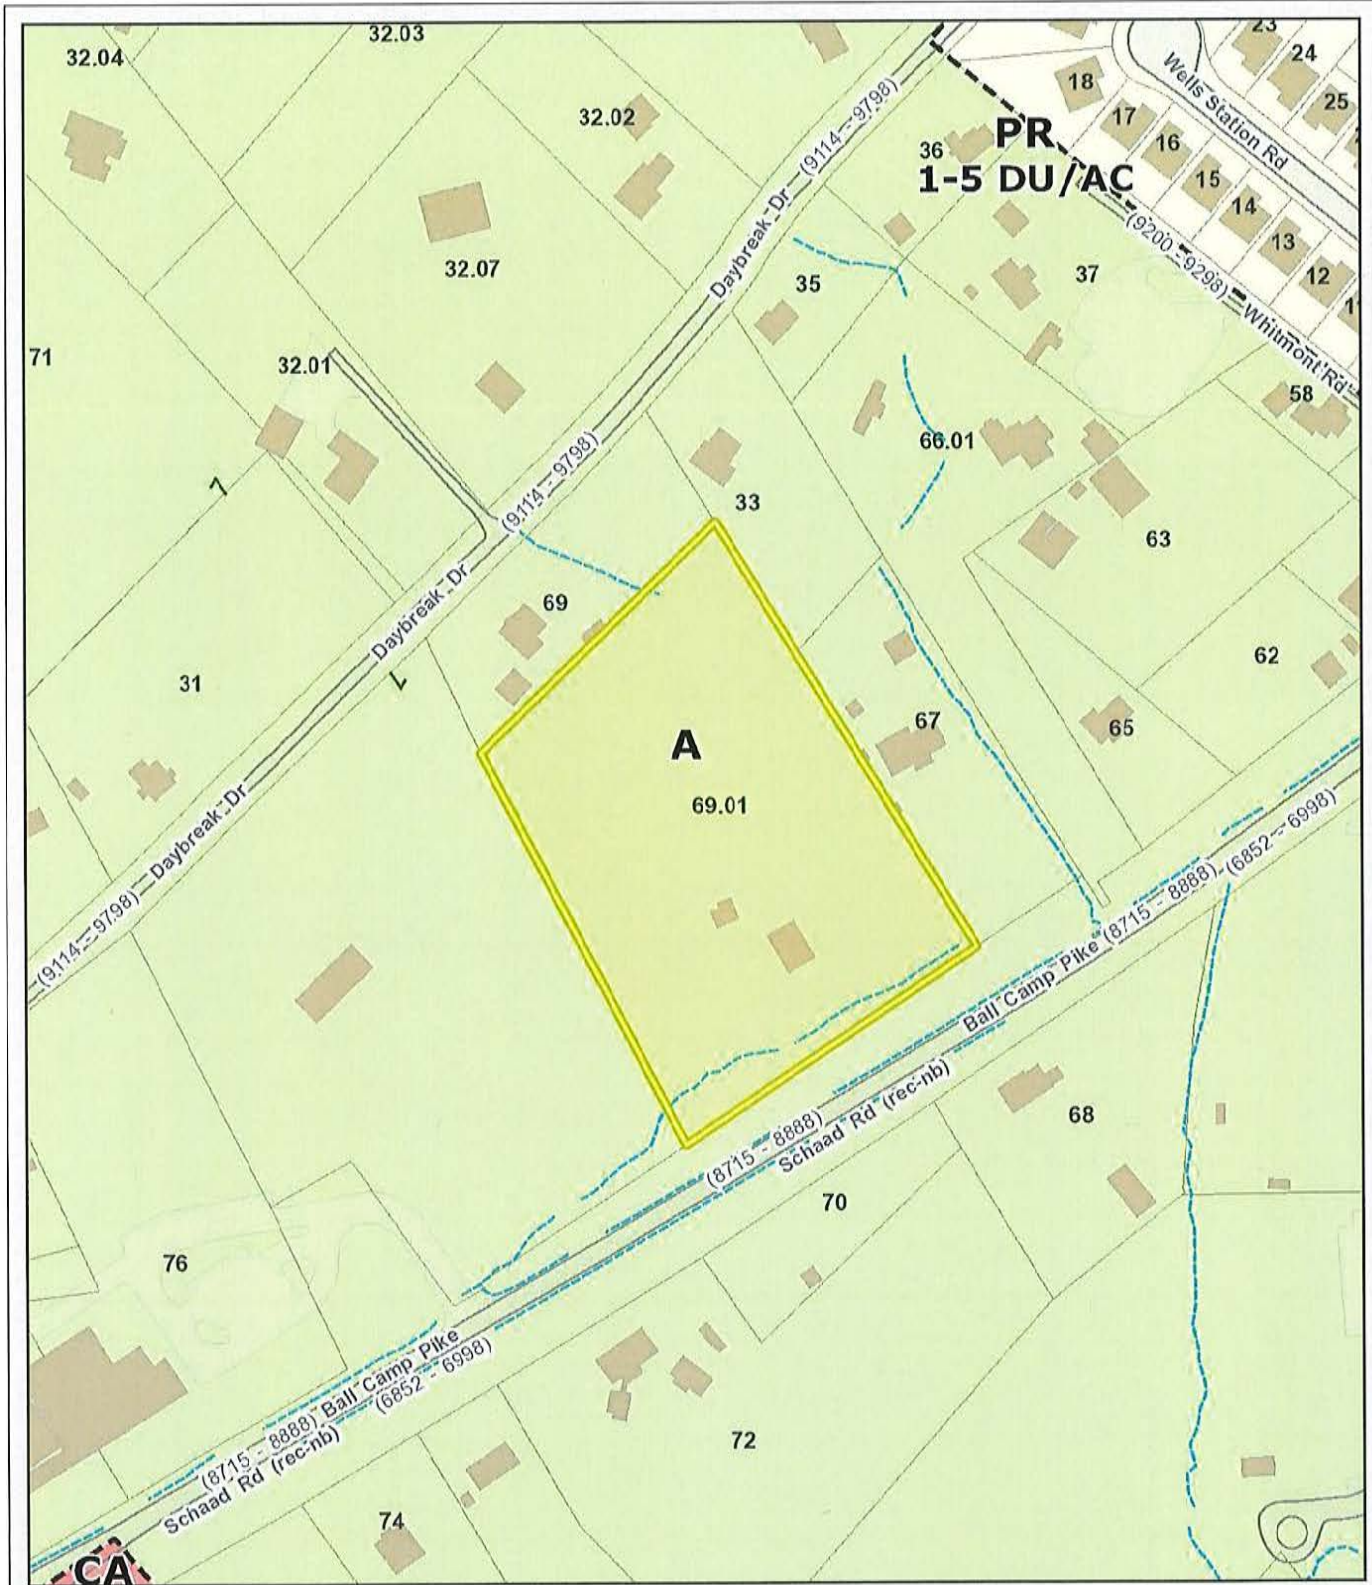 32.03
32.04
32.02
32.07
32.01
71
31
(9114 - 9798)
Daybreak Dr
(9114 - 9798)
Daybreak Dr
Daybreak Dr
(9114 - 9798)
23
24
25
18
17
16
15
14
13
12
Wells Station Rd
PR
1-5 DU/AC
36
35
37
(9200 - 9298)
Whitmont Rd
58
66.01
33
63
62
65
67
69
A
69.01
(6852 - 6998)
Ball Camp Pike (8715 - 8888)
(8715 - 8888)
Schaad Rd (rec-nb)
68
70
72
76
74
(8715 - 8888) Ball Camp Pike
(6852 - 6998)
Schaad Rd (rec-nb)
CA